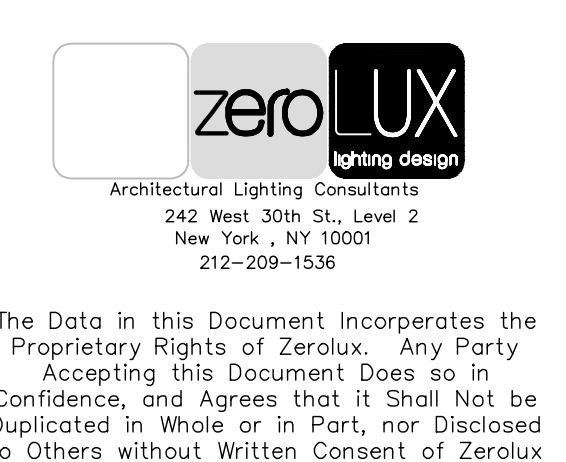 zero LUX
lighting design
Architectural Lighting Consultants
242 West 30th St., Level 2
New York , NY 10001
212-209-1536
The Data in this Document Incorperates the
Proprietary Rights of Zerolux. Any Party
Accepting this Document Does so in
Confidence, and Agrees that it Shall Not be
Duplicated in Whole or in Part, nor Disclosed
to Others without Written Consent of Zerolux